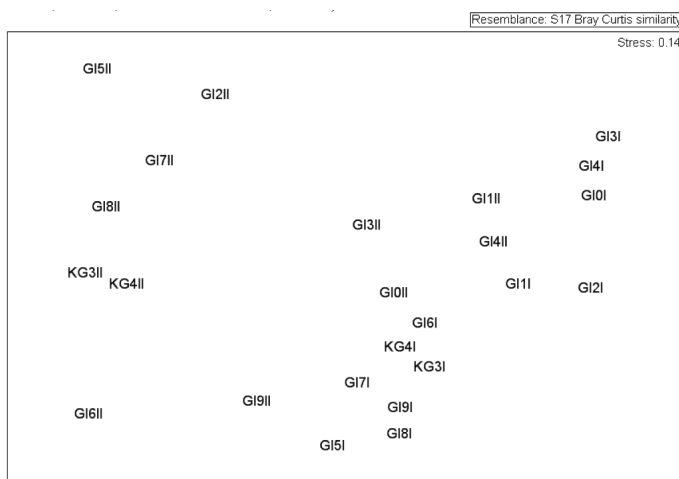 Resemblance: S17 Bray Curtis similarity
Stress: 0.14
GI5II
GI2II
GI3I
GI7II
GI4I
GI0I
GI1II
GI8II
GI3II
GI4II
KG3II
KG4II
GI1I
GI2I
GI0II
GI6I
KG4I
KG3I
GI7I
GI9II
GI9I
GI6II
GI8I
GI5I